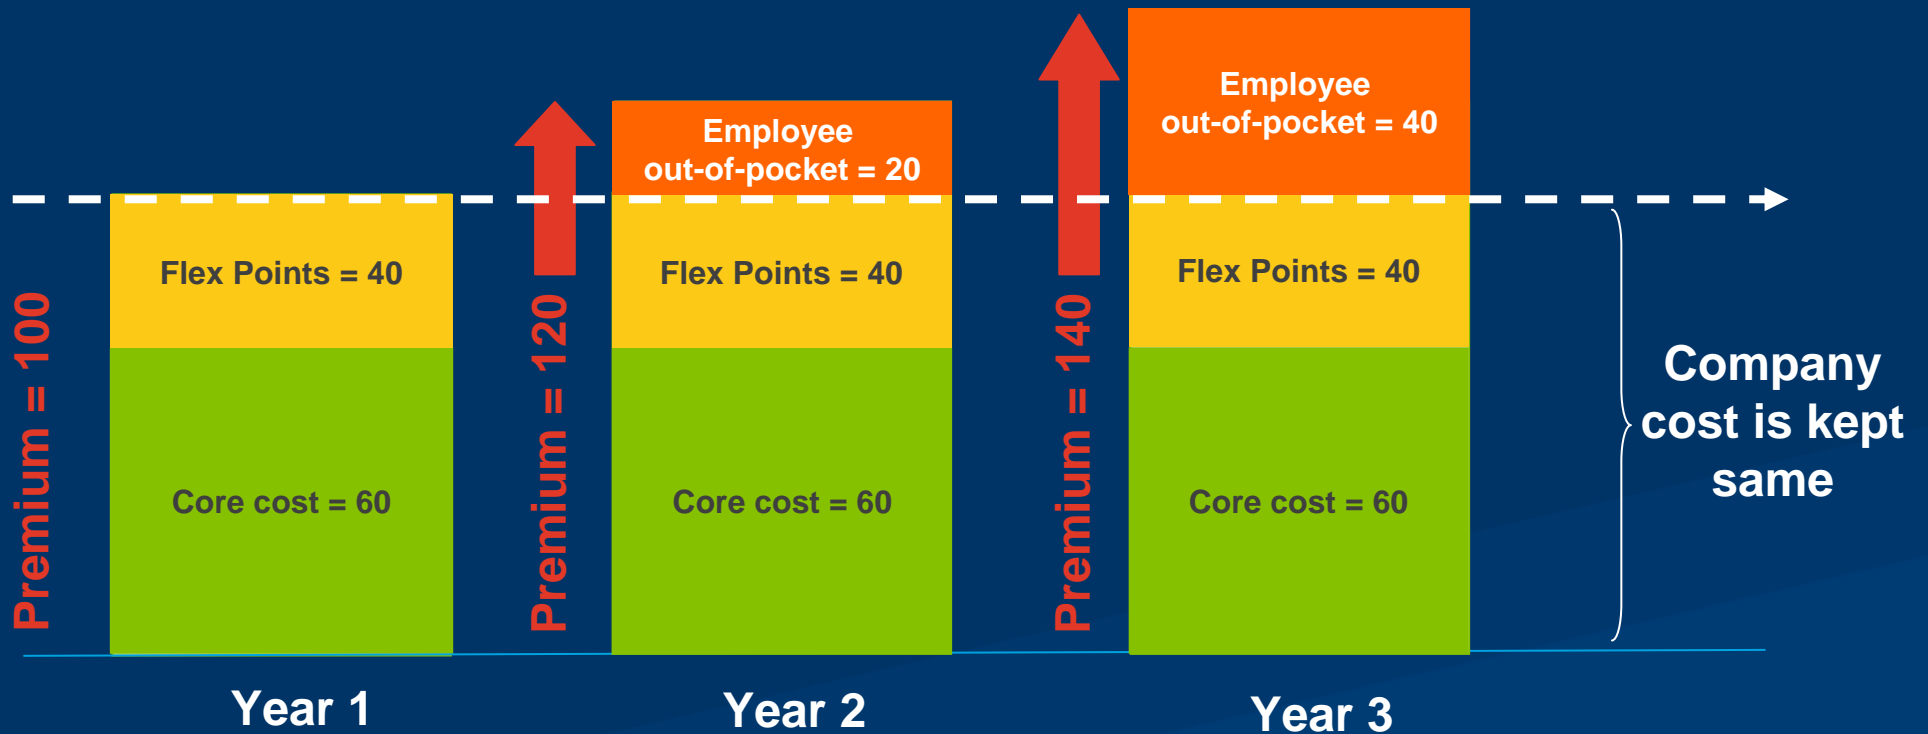 Premium = 100
Flex Points = 40
Core cost = 60
Year 1
Premium = 120
Employee
out-of-pocket = 20
Flex Points = 40
Core cost = 60
Year 2
Premium = 140
Employee
out-of-pocket = 40
Flex Points = 40
Core cost = 60
Year 3
Company
cost is kept
same